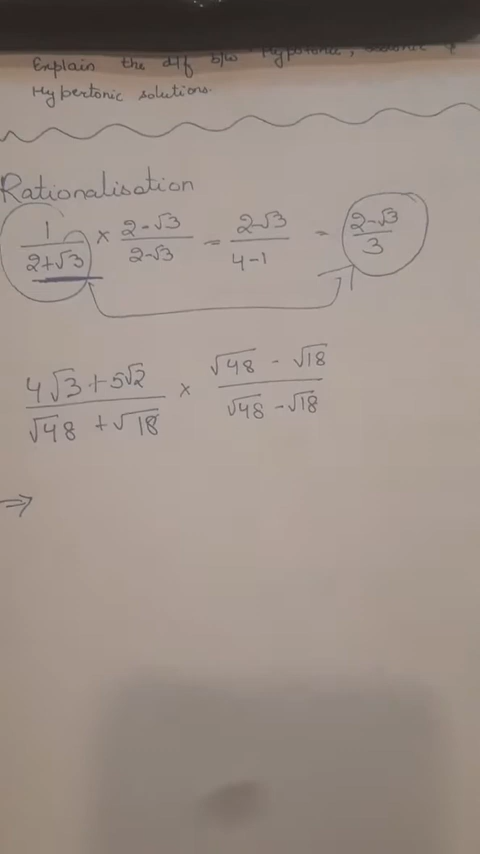 Explain the dif b/w Hypotonic, &
Hypertonic solutions.
Rationalisation
1/(2+√3) × (2-√3)/(2-√3) = (2-√3)/(4-1) = (2-√3)/3
(4√3+5√2)/(√48+√18) × (√48-√18)/(√48-√18)
⇒